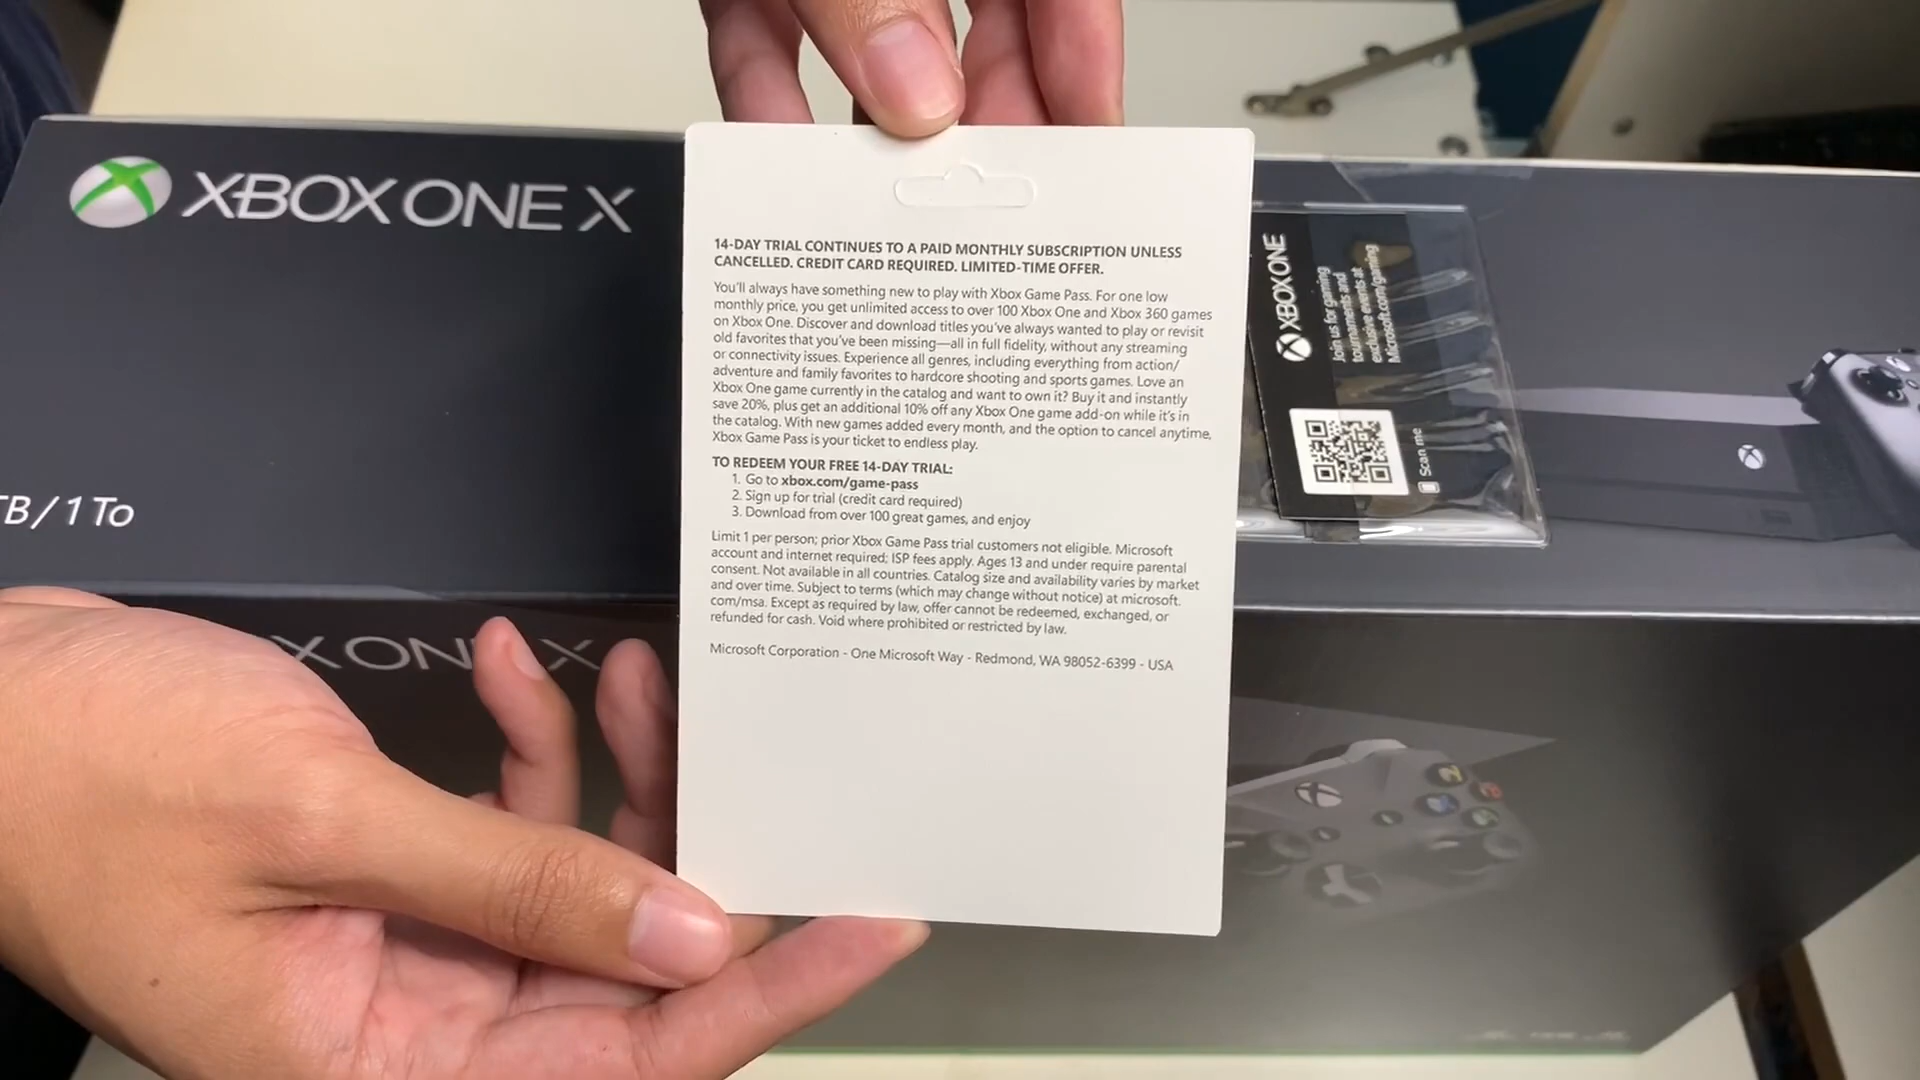 XBOX ONE X
TB/1 To
14-DAY TRIAL CONTINUES TO A PAID MONTHLY SUBSCRIPTION UNLESS
CANCELLED. CREDIT CARD REQUIRED. LIMITED-TIME OFFER.
You'll always have something new to play with Xbox Game Pass. For one low
monthly price, you get unlimited access to over 100 Xbox One and Xbox 360 games
on Xbox One. Discover and download titles you've always wanted to play or revisit
old favorites that you've been missing—all in full fidelity, without any streaming
or connectivity issues. Experience all genres, including everything from action/
adventure and family favorites to hardcore shooting and sports games. Love an
Xbox One game currently in the catalog and want to own it? Buy it and instantly
save 20%, plus get an additional 10% off any Xbox One game add-on while it's in
the catalog. With new games added every month, and the option to cancel anytime,
Xbox Game Pass is your ticket to endless play.
TO REDEEM YOUR FREE 14-DAY TRIAL:
1. Go to xbox.com/game-pass
2. Sign up for trial (credit card required)
3. Download from over 100 great games, and enjoy
Limit 1 per person; prior Xbox Game Pass trial customers not eligible. Microsoft
account and internet required; ISP fees apply. Ages 13 and under require parental
consent. Not available in all countries. Catalog size and availability varies by market
and over time. Subject to terms (which may change without notice) at microsoft.
com/msa. Except as required by law, offer cannot be redeemed, exchanged, or
refunded for cash. Void where prohibited or restricted by law.
Microsoft Corporation - One Microsoft Way - Redmond, WA 98052-6399 - USA
XBOX ONE
Join us for gaming
tournaments and
exclusive events at
Microsoft.com/gaming
Scan me
X ONE X